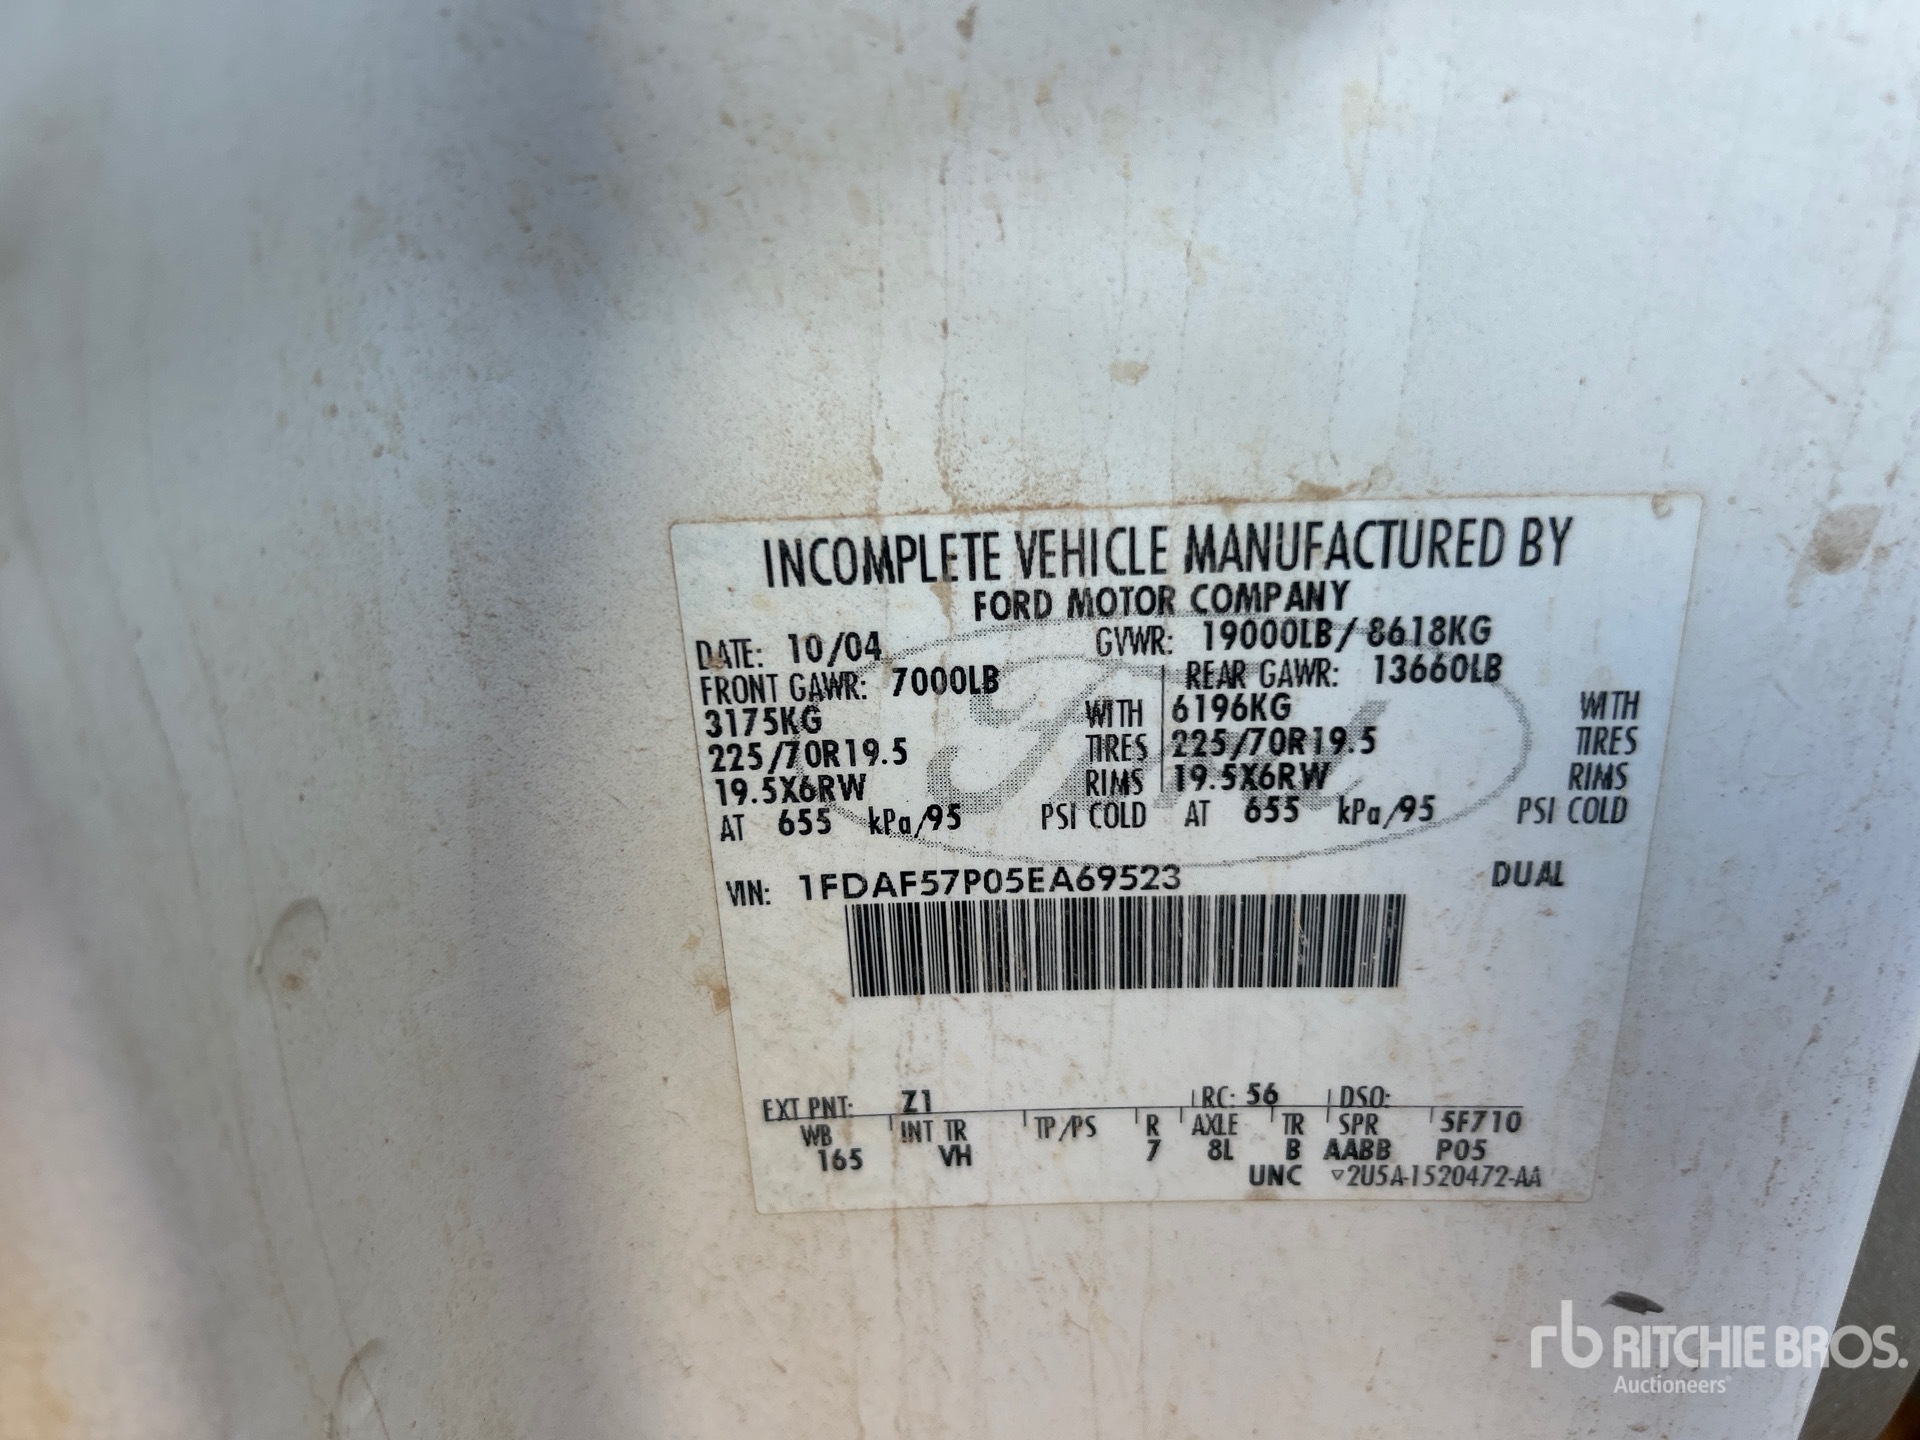 INCOMPLETE VEHICLE MANUFACTURED BY
FORD MOTOR COMPANY
DATE: 10/04 GVWR: 19000LB/ 8618KG
FRONT GAWR: 7000LB REAR GAWR: 13660LB
3175KG WITH 6196KG WITH
225/70R19.5 TIRES 225/70R19.5 TIRES
19.5X6RW RIMS 19.5X6RW RIMS
AT 655 kPa/95 PSI COLD AT 655 kPa/95 PSI COLD
VIN: 1FDAF57P05EA69523 DUAL
EXT PNT: Z1 RC: 56 DSO:
WB INT TR TP/PS R AXLE TR SPR 5F710
165 VH 7 8L B AABB P05
UNC ▽2U5A-1520472-AA
rb RITCHIE BROS.
Auctioneers